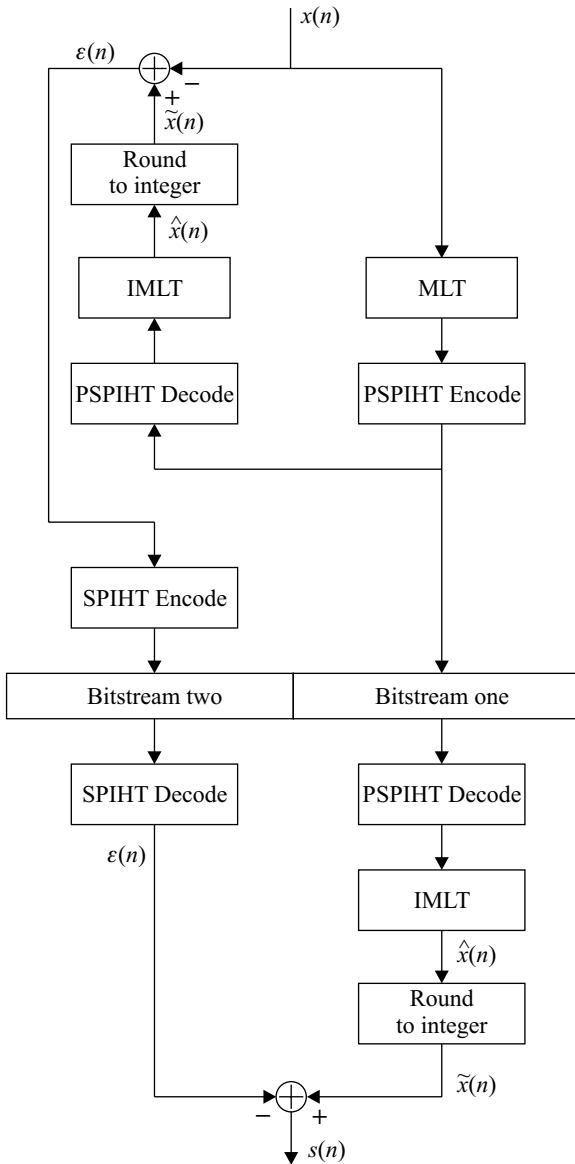 x(n)
ε(n)
−
+
x̃(n)
Round
to integer
x̂(n)
IMLT
MLT
PSPIHT Decode
PSPIHT Encode
SPIHT Encode
Bitstream two
Bitstream one
SPIHT Decode
PSPIHT Decode
ε(n)
IMLT
x̂(n)
Round
to integer
x̃(n)
−
+
s(n)